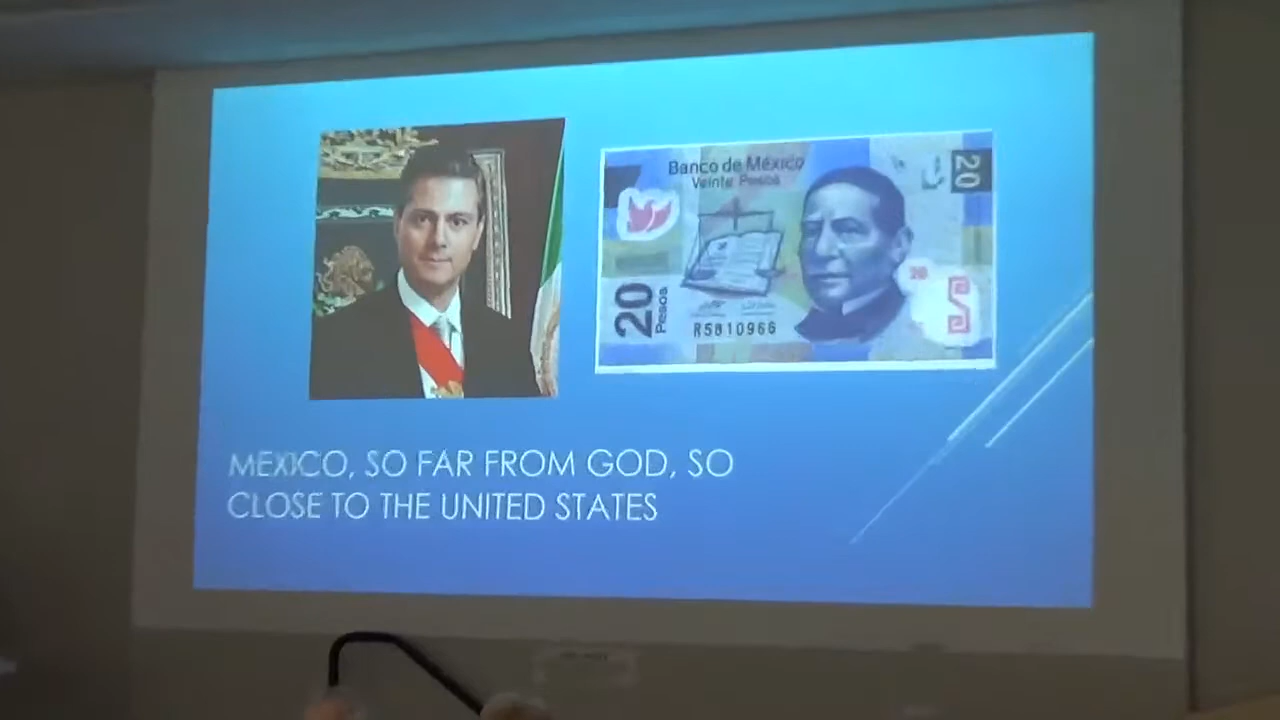 Banco de México
Veinte Pesos
20
20
20 Pesos
R5810966
MEXICO, SO FAR FROM GOD, SO
CLOSE TO THE UNITED STATES